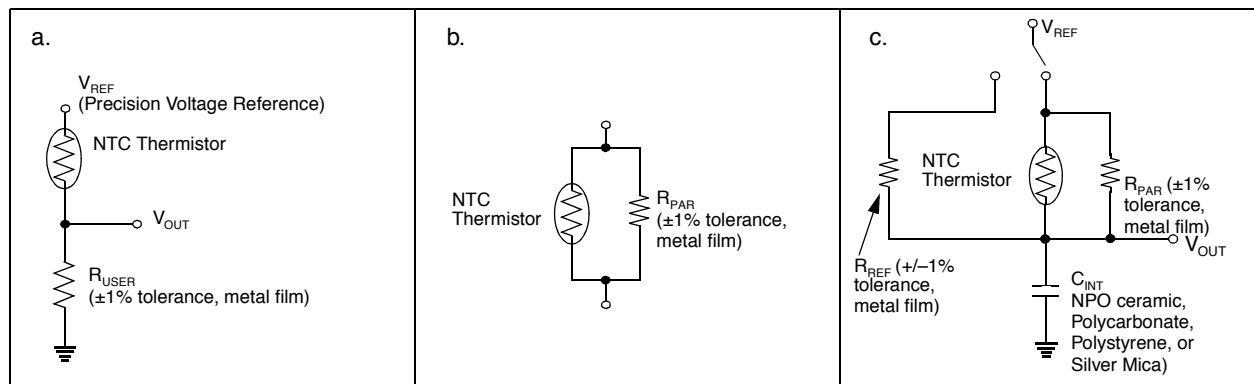 a.
V_REF
(Precision Voltage Reference)
NTC Thermistor
V_OUT
R_USER
(±1% tolerance, metal film)
b.
NTC
Thermistor
R_PAR
(±1% tolerance,
metal film)
c.
V_REF
NTC
Thermistor
R_PAR (±1%
tolerance,
metal film)
V_OUT
R_REF (+/–1%
tolerance,
metal film)
C_INT
NPO ceramic,
Polycarbonate,
Polystyrene, or
Silver Mica)